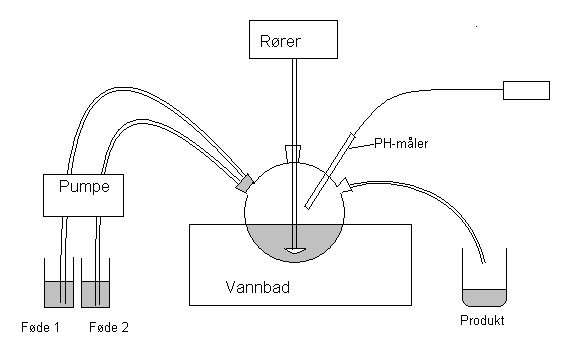 Rører
PH-måler
Pumpe
Vannbad
Føde 1
Føde 2
Produkt